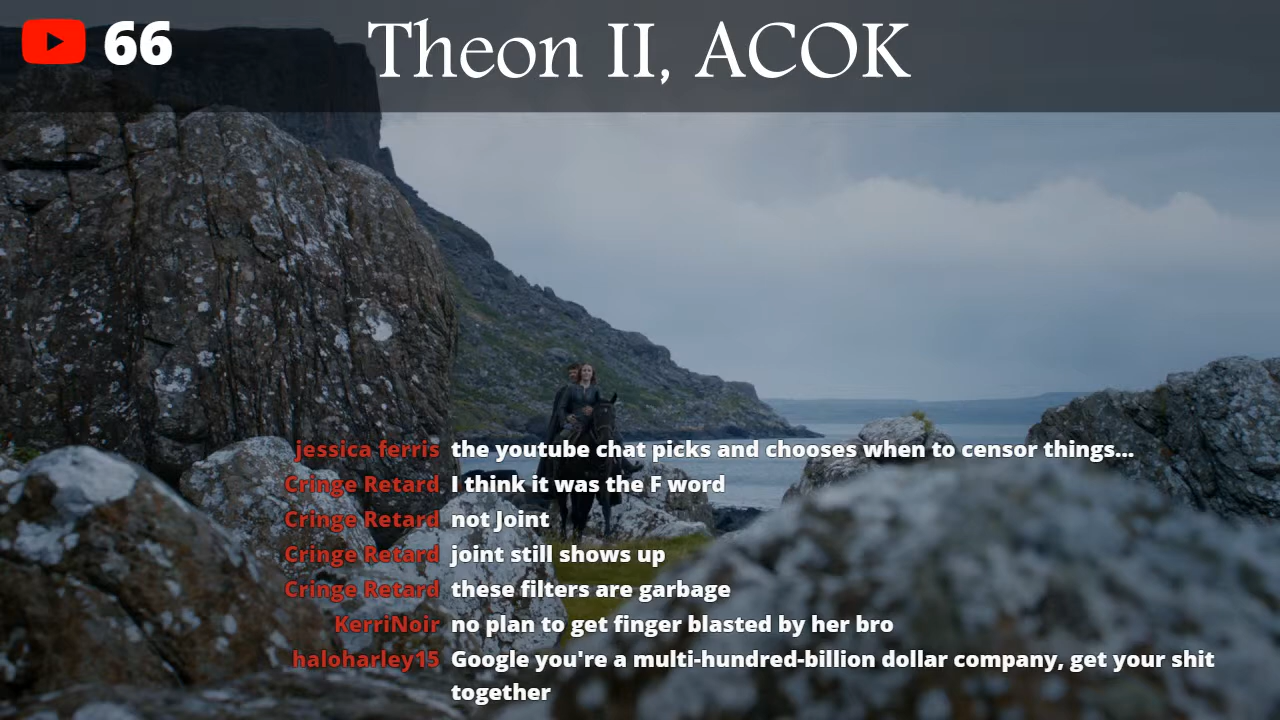 66
Theon II, ACOK
jessica ferris the youtube chat picks and chooses when to censor things...
Cringe Retard I think it was the F word
Cringe Retard not Joint
Cringe Retard joint still shows up
Cringe Retard these filters are garbage
KerriNoir no plan to get finger blasted by her bro
haloharley15 Google you're a multi-hundred-billion dollar company, get your shit
together